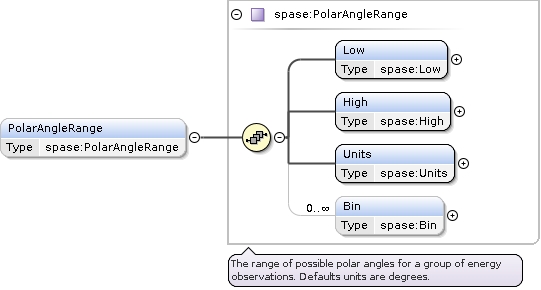 spase:PolarAngleRange
Low
Type spase:Low
High
Type spase:High
PolarAngleRange
Type spase:PolarAngleRange
Units
Type spase:Units
0..∞
Bin
Type spase:Bin
The range of possible polar angles for a group of energy
observations. Defaults units are degrees.